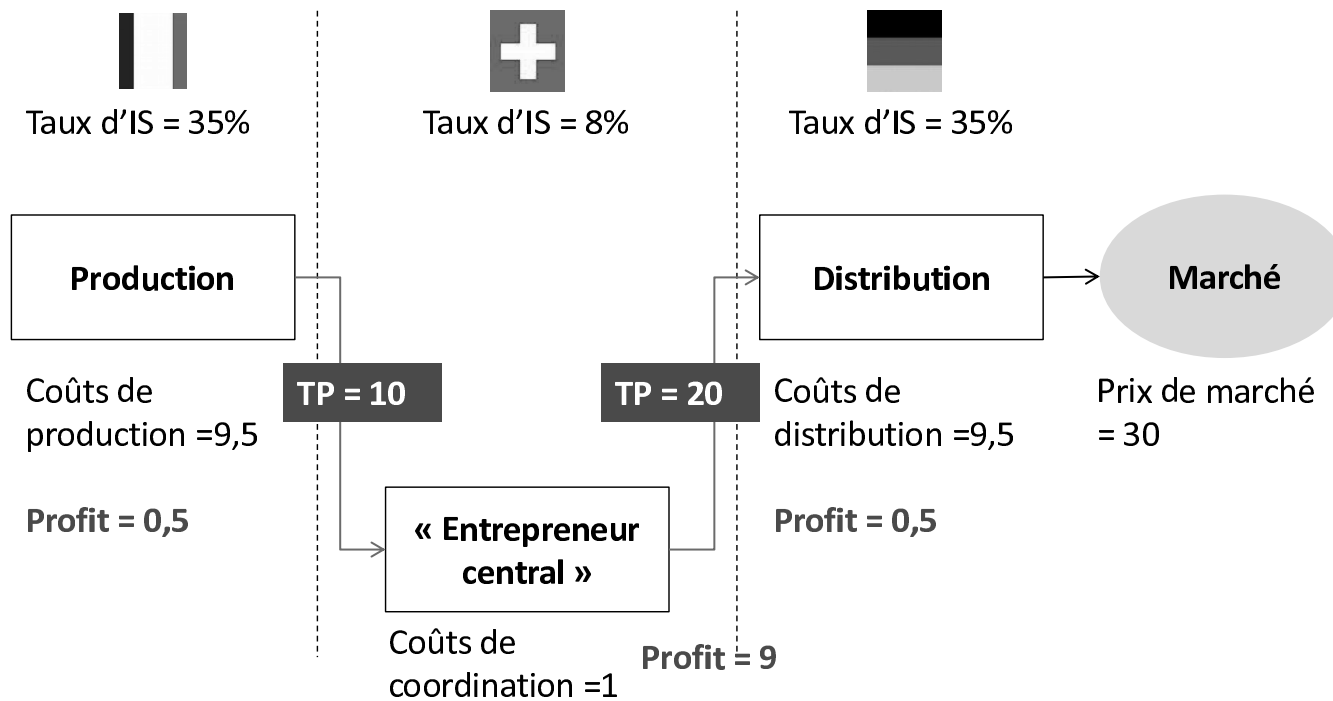 Taux d’IS = 35%
Taux d’IS = 8%
Taux d’IS = 35%
Production
Distribution
Marché
TP = 10
TP = 20
Coûts de
production =9,5
Coûts de
distribution =9,5
Prix de marché
= 30
Profit = 0,5
Profit = 0,5
« Entrepreneur
central »
Coûts de
coordination =1
Profit = 9